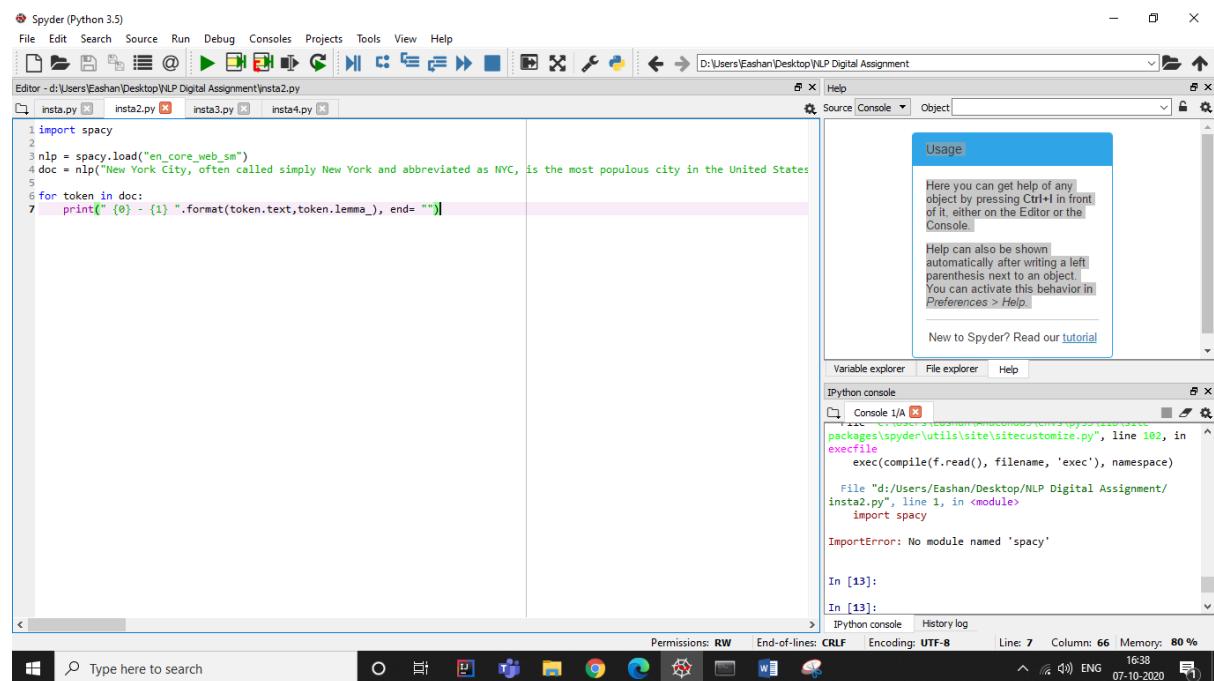 Spyder (Python 3.5)
File Edit Search Source Run Debug Consoles Projects Tools View Help
D:\Users\Eashan\Desktop\NLP Digital Assignment
Editor - d:\Users\Eashan\Desktop\NLP Digital Assignment\insta2.py
insta.py insta2.py insta3.py insta4.py
1 import spacy
2
3 nlp = spacy.load("en_core_web_sm")
4 doc = nlp("New York City, often called simply New York and abbreviated as NYC, is the most populous city in the United States
5
6 for token in doc:
7     print(" {0} - {1} ".format(token.text,token.lemma_), end= "")
Help
Source Console Object
Usage
Here you can get help of any
object by pressing Ctrl+I in front
of it, either on the Editor or the
Console.
Help can also be shown
automatically after writing a left
parenthesis next to an object.
You can activate this behavior in
Preferences > Help.
New to Spyder? Read our tutorial
Variable explorer File explorer Help
IPython console
Console 1/A
packages\spyder\utils\site\sitecustomize.py", line 102, in
execfile
exec(compile(f.read(), filename, 'exec'), namespace)
File "d:/Users/Eashan/Desktop/NLP Digital Assignment/
insta2.py", line 1, in <module>
import spacy
ImportError: No module named 'spacy'
In [13]:
In [13]:
IPython console History log
Permissions: RW End-of-lines: CRLF Encoding: UTF-8 Line: 7 Column: 66 Memory: 80 %
Type here to search
ENG
16:38
07-10-2020